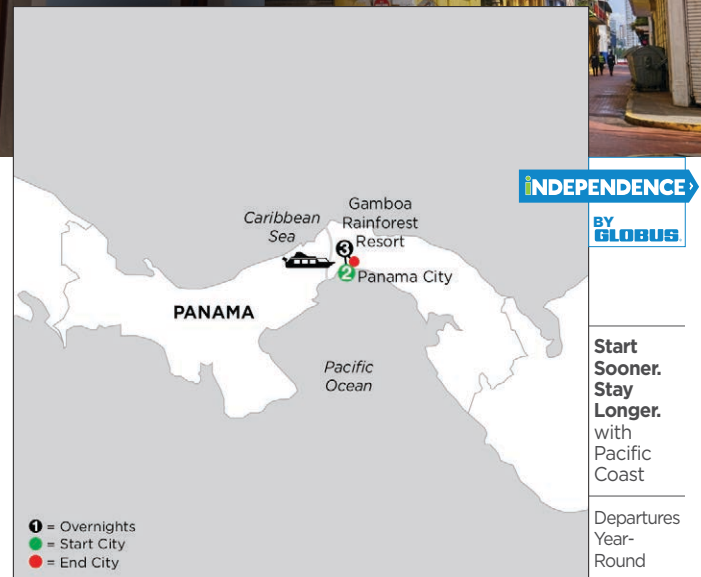 Caribbean
Sea
Gamboa
Rainforest
Resort
3
2
Panama City
PANAMA
Pacific
Ocean
1 = Overnights
= Start City
= End City
iNDEPENDENCE
BY
GLOBUS.
Start
Sooner.
Stay
Longer.
with
Pacific
Coast
Departures
Year-
Round